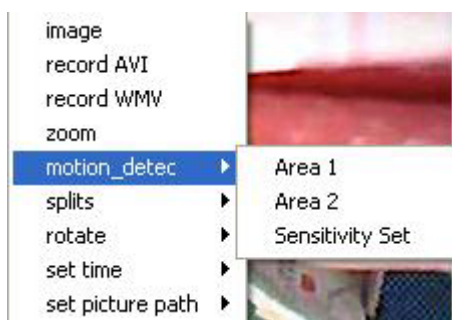 image
record AVI
record WMV
zoom
motion_detec
splits
rotate
set time
set picture path
Area 1
Area 2
Sensitivity Set